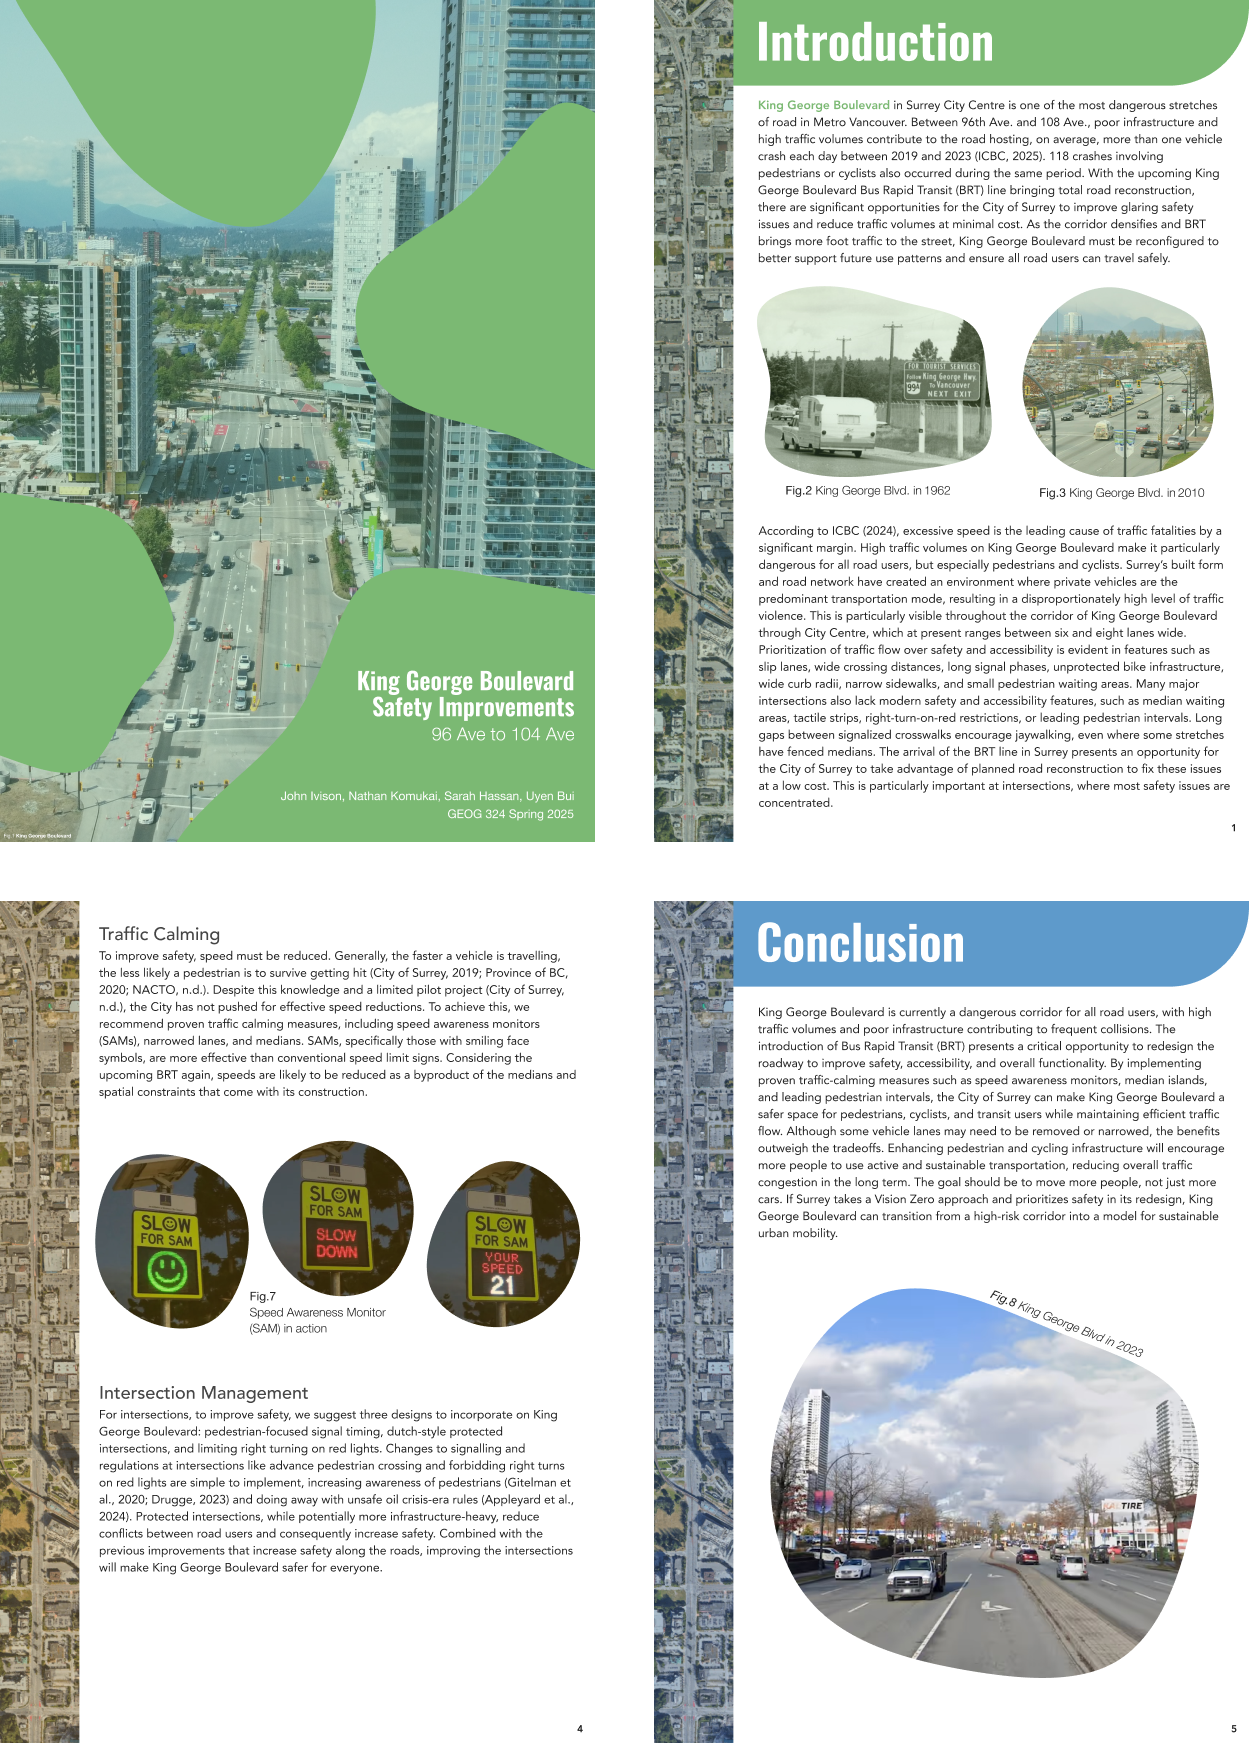 King George Boulevard
Safety Improvements
96 Ave to 104 Ave
John Ivison, Nathan Komukai, Sarah Hassan, Uyen Bui
GEOG 324 Spring 2025
Fig. 1 King George Boulevard
Introduction
King George Boulevard in Surrey City Centre is one of the most dangerous stretches
of road in Metro Vancouver. Between 96th Ave. and 108 Ave., poor infrastructure and
high traffic volumes contribute to the road hosting, on average, more than one vehicle
crash each day between 2019 and 2023 (ICBC, 2025). 118 crashes involving
pedestrians or cyclists also occurred during the same period. With the upcoming King
George Boulevard Bus Rapid Transit (BRT) line bringing total road reconstruction,
there are significant opportunities for the City of Surrey to improve glaring safety
issues and reduce traffic volumes at minimal cost. As the corridor densifies and BRT
brings more foot traffic to the street, King George Boulevard must be reconfigured to
better support future use patterns and ensure all road users can travel safely.
FOR TOURIST SERVICES
Follow King George Hwy.
99A to Vancouver
NEXT EXIT
Fig.2 King George Blvd. in 1962
Fig.3 King George Blvd. in 2010
According to ICBC (2024), excessive speed is the leading cause of traffic fatalities by a
significant margin. High traffic volumes on King George Boulevard make it particularly
dangerous for all road users, but especially pedestrians and cyclists. Surrey's built form
and road network have created an environment where private vehicles are the
predominant transportation mode, resulting in a disproportionately high level of traffic
violence. This is particularly visible throughout the corridor of King George Boulevard
through City Centre, which at present ranges between six and eight lanes wide.
Prioritization of traffic flow over safety and accessibility is evident in features such as
slip lanes, wide crossing distances, long signal phases, unprotected bike infrastructure,
wide curb radii, narrow sidewalks, and small pedestrian waiting areas. Many major
intersections also lack modern safety and accessibility features, such as median waiting
areas, tactile strips, right-turn-on-red restrictions, or leading pedestrian intervals. Long
gaps between signalized crosswalks encourage jaywalking, even where some stretches
have fenced medians. The arrival of the BRT line in Surrey presents an opportunity for
the City of Surrey to take advantage of planned road reconstruction to fix these issues
at a low cost. This is particularly important at intersections, where most safety issues are
concentrated.
1
Traffic Calming
To improve safety, speed must be reduced. Generally, the faster a vehicle is travelling,
the less likely a pedestrian is to survive getting hit (City of Surrey, 2019; Province of BC,
2020; NACTO, n.d.). Despite this knowledge and a limited pilot project (City of Surrey,
n.d.), the City has not pushed for effective speed reductions. To achieve this, we
recommend proven traffic calming measures, including speed awareness monitors
(SAMs), narrowed lanes, and medians. SAMs, specifically those with smiling face
symbols, are more effective than conventional speed limit signs. Considering the
upcoming BRT again, speeds are likely to be reduced as a byproduct of the medians and
spatial constraints that come with its construction.
SLOW
FOR SAM
SLOW
FOR SAM
SLOW
DOWN
SLOW
FOR SAM
YOUR
SPEED
21
Fig.7
Speed Awareness Monitor
(SAM) in action
Intersection Management
For intersections, to improve safety, we suggest three designs to incorporate on King
George Boulevard: pedestrian-focused signal timing, dutch-style protected
intersections, and limiting right turning on red lights. Changes to signalling and
regulations at intersections like advance pedestrian crossing and forbidding right turns
on red lights are simple to implement, increasing awareness of pedestrians (Gitelman et
al., 2020; Drugge, 2023) and doing away with unsafe oil crisis-era rules (Appleyard et al.,
2024). Protected intersections, while potentially more infrastructure-heavy, reduce
conflicts between road users and consequently increase safety. Combined with the
previous improvements that increase safety along the roads, improving the intersections
will make King George Boulevard safer for everyone.
4
Conclusion
King George Boulevard is currently a dangerous corridor for all road users, with high
traffic volumes and poor infrastructure contributing to frequent collisions. The
introduction of Bus Rapid Transit (BRT) presents a critical opportunity to redesign the
roadway to improve safety, accessibility, and overall functionality. By implementing
proven traffic-calming measures such as speed awareness monitors, median islands,
and leading pedestrian intervals, the City of Surrey can make King George Boulevard a
safer space for pedestrians, cyclists, and transit users while maintaining efficient traffic
flow. Although some vehicle lanes may need to be removed or narrowed, the benefits
outweigh the tradeoffs. Enhancing pedestrian and cycling infrastructure will encourage
more people to use active and sustainable transportation, reducing overall traffic
congestion in the long term. The goal should be to move more people, not just more
cars. If Surrey takes a Vision Zero approach and prioritizes safety in its redesign, King
George Boulevard can transition from a high-risk corridor into a model for sustainable
urban mobility.
Fig.8 King George Blvd in 2023
KAL TIRE
5